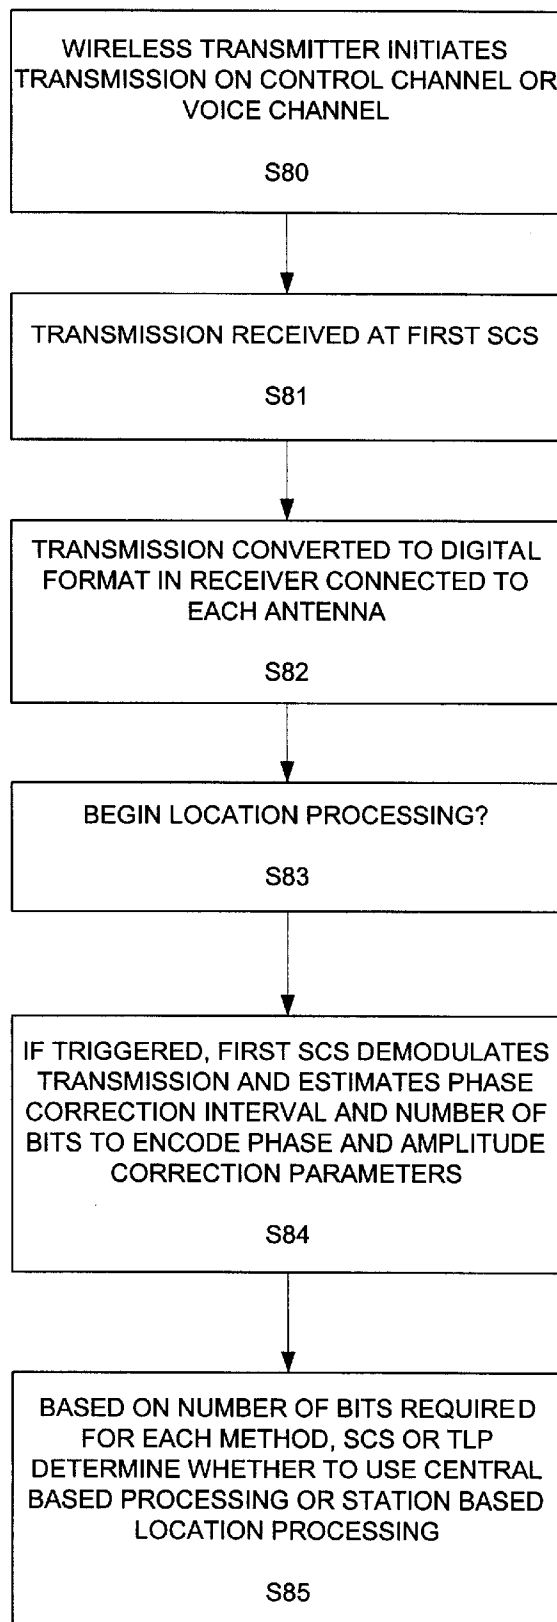 WIRELESS TRANSMITTER INITIATES
TRANSMISSION ON CONTROL CHANNEL OR
VOICE CHANNEL
S80
TRANSMISSION RECEIVED AT FIRST SCS
S81
TRANSMISSION CONVERTED TO DIGITAL
FORMAT IN RECEIVER CONNECTED TO
EACH ANTENNA
S82
BEGIN LOCATION PROCESSING?
S83
IF TRIGGERED, FIRST SCS DEMODULATES
TRANSMISSION AND ESTIMATES PHASE
CORRECTION INTERVAL AND NUMBER OF
BITS TO ENCODE PHASE AND AMPLITUDE
CORRECTION PARAMETERS
S84
BASED ON NUMBER OF BITS REQUIRED
FOR EACH METHOD, SCS OR TLP
DETERMINE WHETHER TO USE CENTRAL
BASED PROCESSING OR STATION BASED
LOCATION PROCESSING
S85